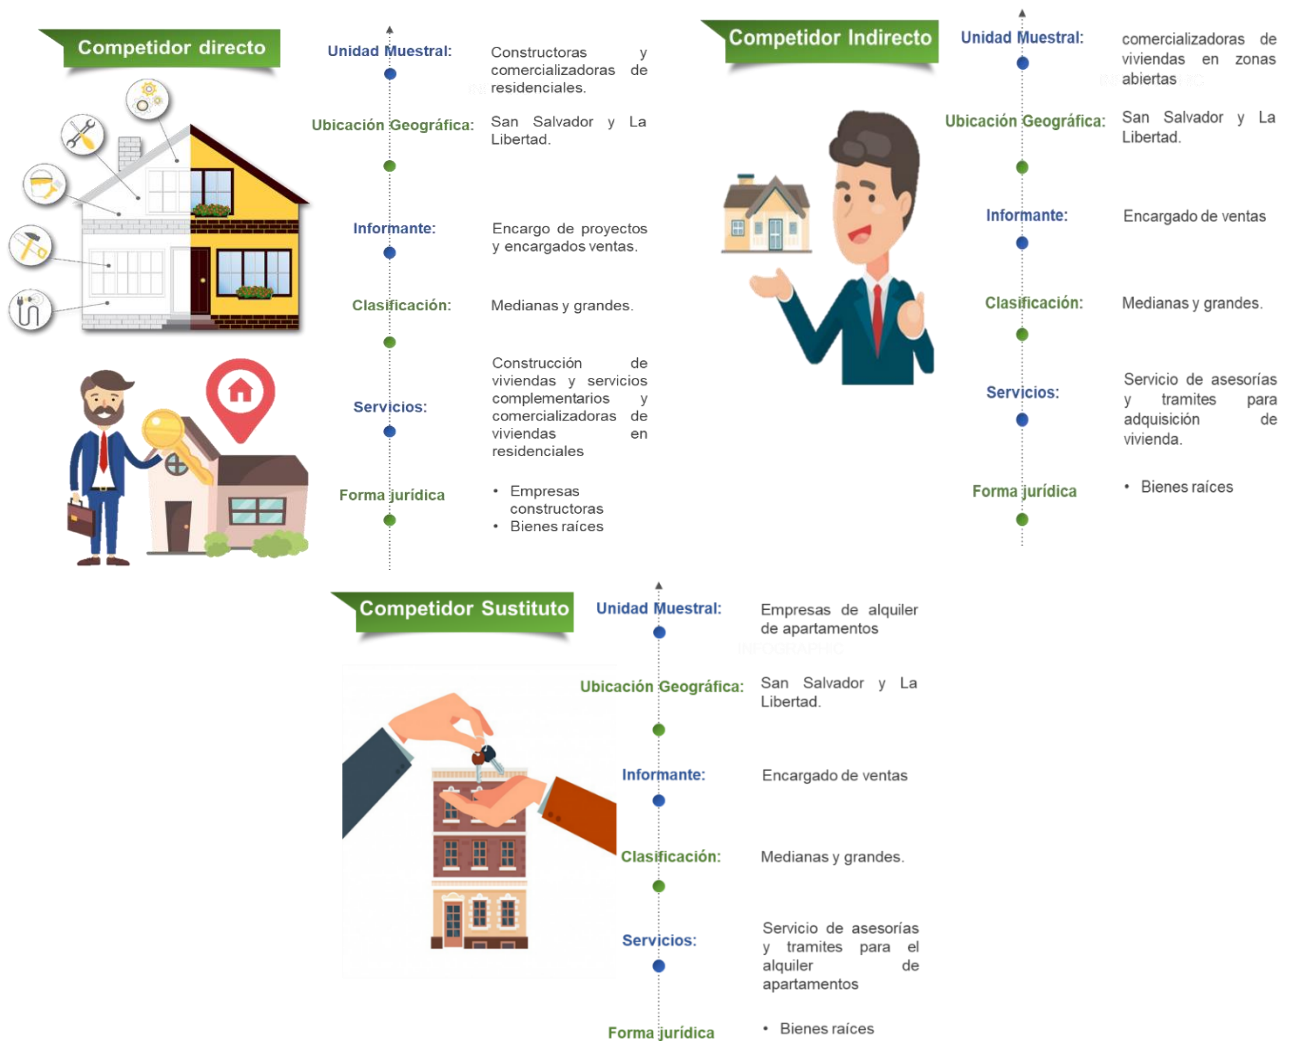 Competidor directo
Unidad Muestral:
Constructoras y
comercializadoras de
residenciales.
Ubicación Geográfica:
San Salvador y La
Libertad.
Informante:
Encargo de proyectos
y encargados ventas.
Clasificación:
Medianas y grandes.
Servicios:
Construcción de
viviendas y servicios
complementarios y
comercializadoras de
viviendas en
residenciales
Forma jurídica
• Empresas
constructoras
• Bienes raíces
Competidor Indirecto
Unidad Muestral:
comercializadoras de
viviendas en zonas
abiertas
Ubicación Geográfica:
San Salvador y La
Libertad.
Informante:
Encargado de ventas
Clasificación:
Medianas y grandes.
Servicios:
Servicio de asesorías
y tramites para
adquisición de
vivienda.
Forma jurídica
• Bienes raíces
Competidor Sustituto
Unidad Muestral:
Empresas de alquiler
de apartamentos
INFOGRAPHIC
Ubicación Geográfica:
San Salvador y La
Libertad.
Informante:
Encargado de ventas
Clasificación:
Medianas y grandes.
Servicios:
Servicio de asesorías
y tramites para el
alquiler de
apartamentos
Forma jurídica
• Bienes raíces